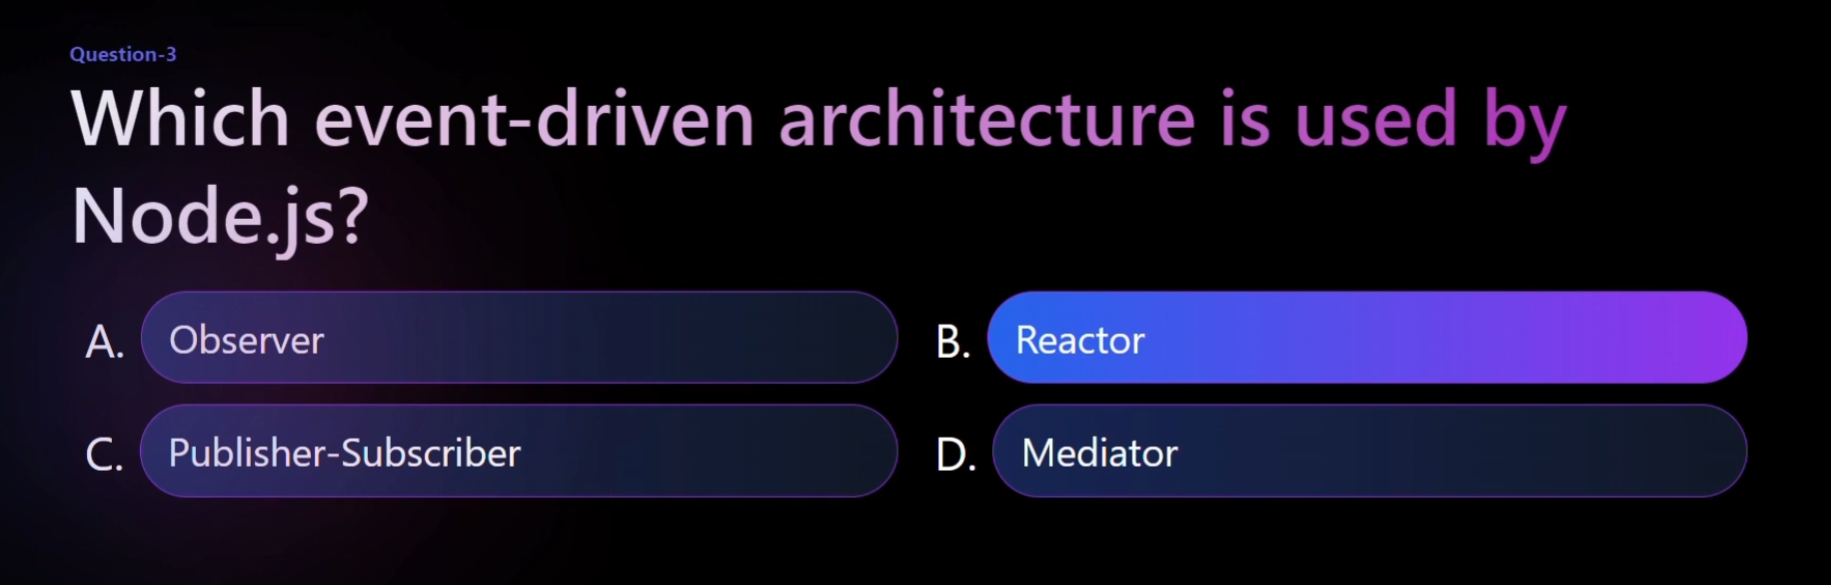 Question-3
Which event-driven architecture is used by
Node.js?
A. Observer
B. Reactor
C. Publisher-Subscriber
D. Mediator